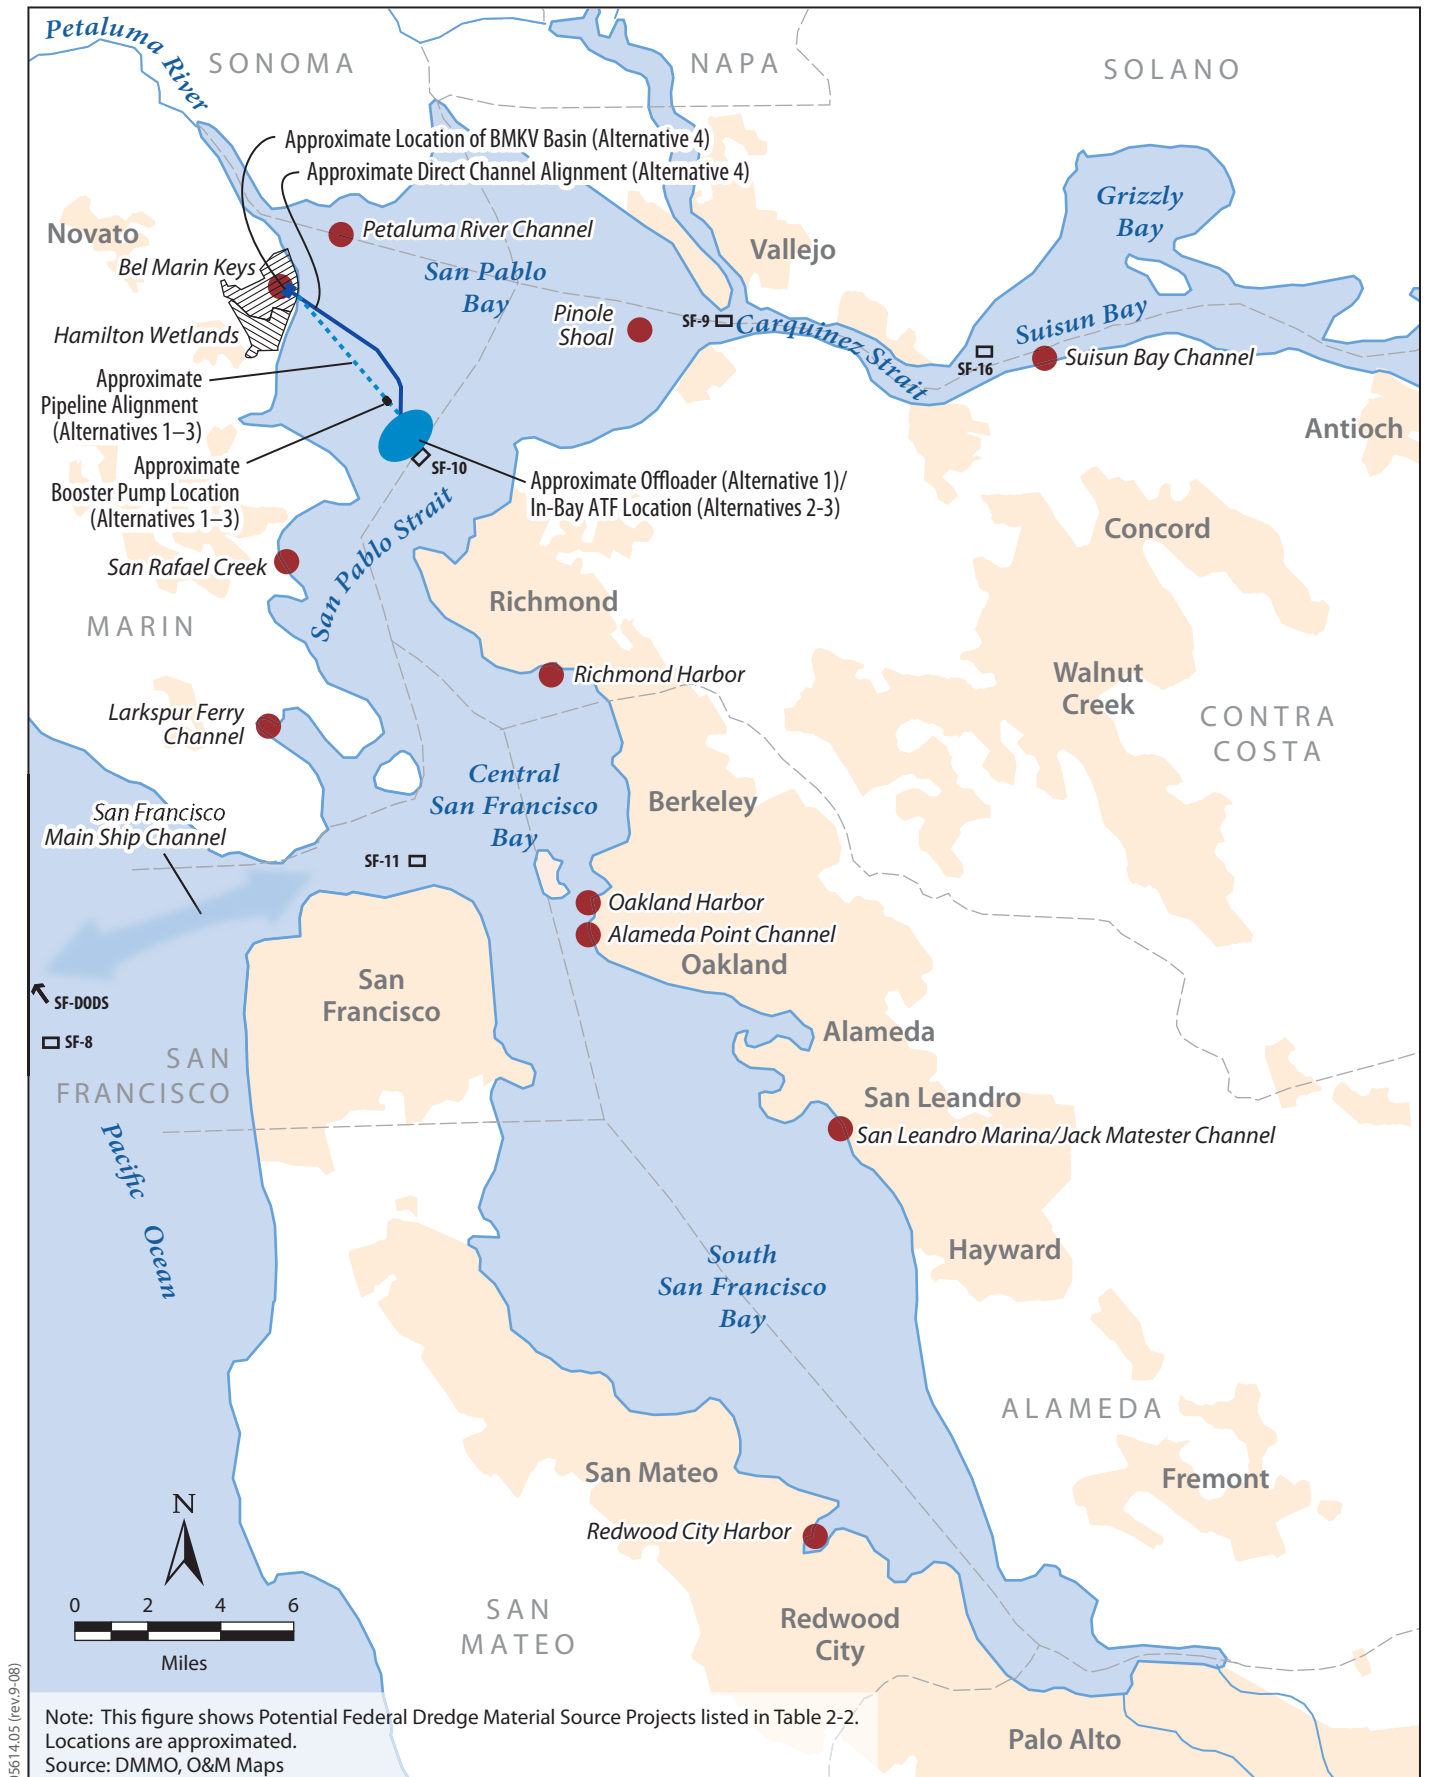 Petaluma River
SONOMA
NAPA
SOLANO
Approximate Location of BMKV Basin (Alternative 4)
Approximate Direct Channel Alignment (Alternative 4)
Grizzly
Bay
Novato
Petaluma River Channel
Vallejo
Bel Marin Keys
San Pablo
Bay
Pinole
Shoal
SF-9
Carquinez Strait
Suisun Bay
Hamilton Wetlands
SF-16
Suisun Bay Channel
Approximate
Pipeline Alignment
(Alternatives 1–3)
Antioch
Approximate
Booster Pump Location
(Alternatives 1–3)
SF-10
Approximate Offloader (Alternative 1)/
In-Bay ATF Location (Alternatives 2-3)
San Pablo Strait
Concord
San Rafael Creek
Richmond
MARIN
Richmond Harbor
Walnut
Creek
Larkspur Ferry
Channel
CONTRA
COSTA
Central
San Francisco
Bay
Berkeley
San Francisco
Main Ship Channel
SF-11
Oakland Harbor
Alameda Point Channel
Oakland
San
Francisco
SF-DODS
SF-8
Alameda
SAN
FRANCISCO
San Leandro
San Leandro Marina/Jack Matester Channel
Pacific Ocean
Hayward
South
San Francisco
Bay
ALAMEDA
San Mateo
Fremont
N
Redwood City Harbor
0 2 4 6
Miles
SAN
MATEO
Redwood
City
Palo Alto
Note: This figure shows Potential Federal Dredge Material Source Projects listed in Table 2-2.
Locations are approximated.
Source: DMMO, O&M Maps
05614.05 (rev.9-08)